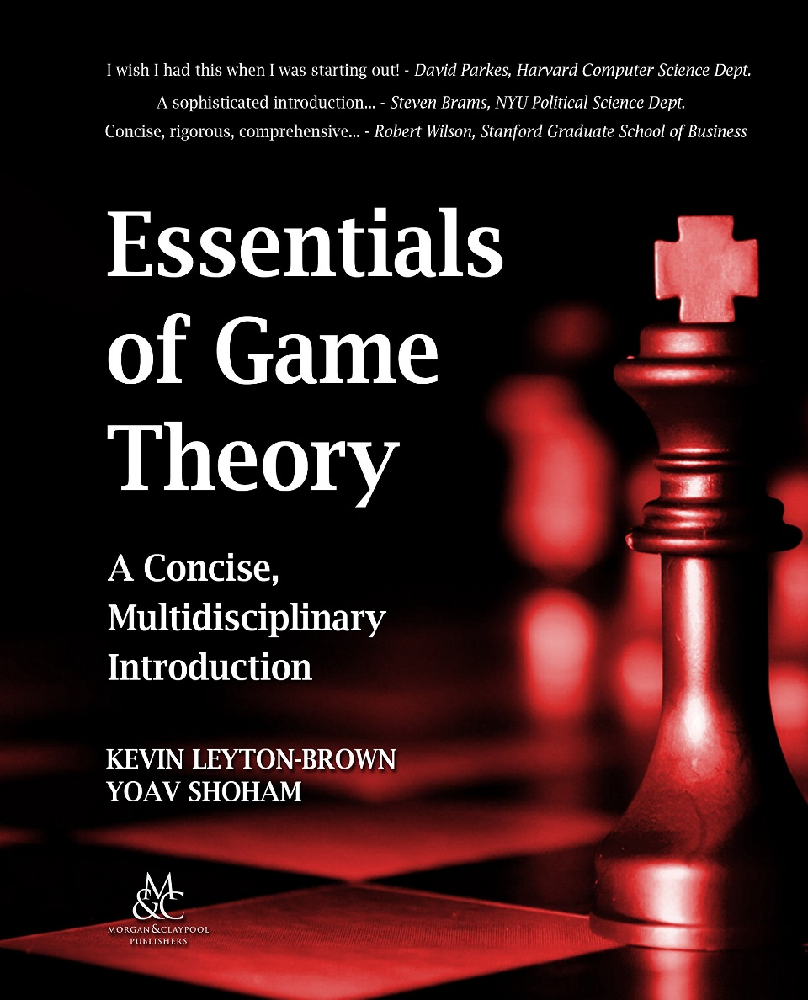 I wish I had this when I was starting out! - David Parkes, Harvard Computer Science Dept.
A sophisticated introduction... - Steven Brams, NYU Political Science Dept.
Concise, rigorous, comprehensive... - Robert Wilson, Stanford Graduate School of Business
Essentials
of Game
Theory
A Concise,
Multidisciplinary
Introduction
KEVIN LEYTON-BROWN
YOAV SHOHAM
M
&C
MORGAN&CLAYPOOL
PUBLISHERS